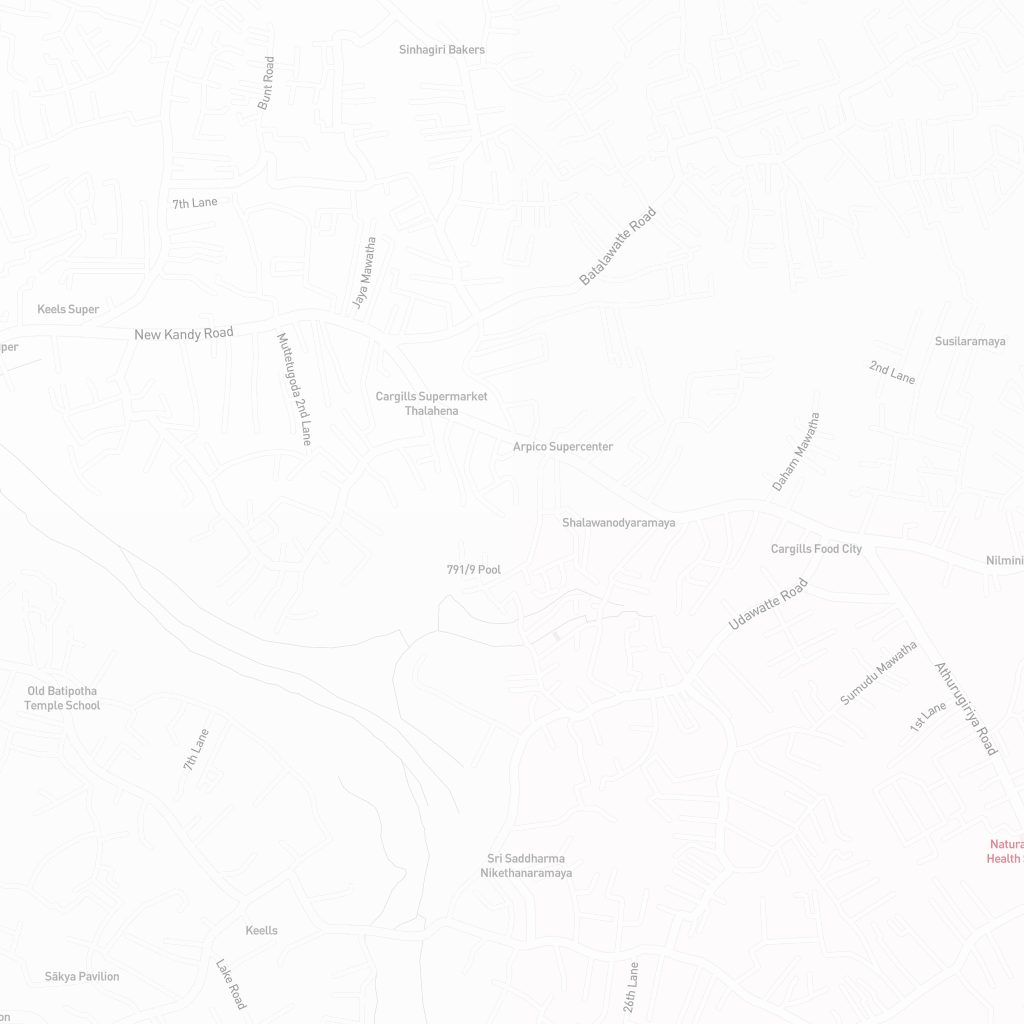 Sinhagiri Bakers
Bunt Road
7th Lane
Batalawatte Road
Jaya Mawatha
Keels Super
New Kandy Road
Susilaramaya
2nd Lane
Muttetugoda 2nd Lane
Cargills Supermarket
Thalahena
Daham Mawatha
Arpico Supercenter
Shalawanodyaramaya
Cargills Food City
Nilmini
791/9 Pool
Udawatte Road
Sumudu Mawatha
Old Batipotha
Temple School
Athurugiriya Road
1st Lane
7th Lane
Natura
Health
Sri Saddharma
Nikethanaramaya
Keells
Sākya Pavilion
Lake Road
26th Lane